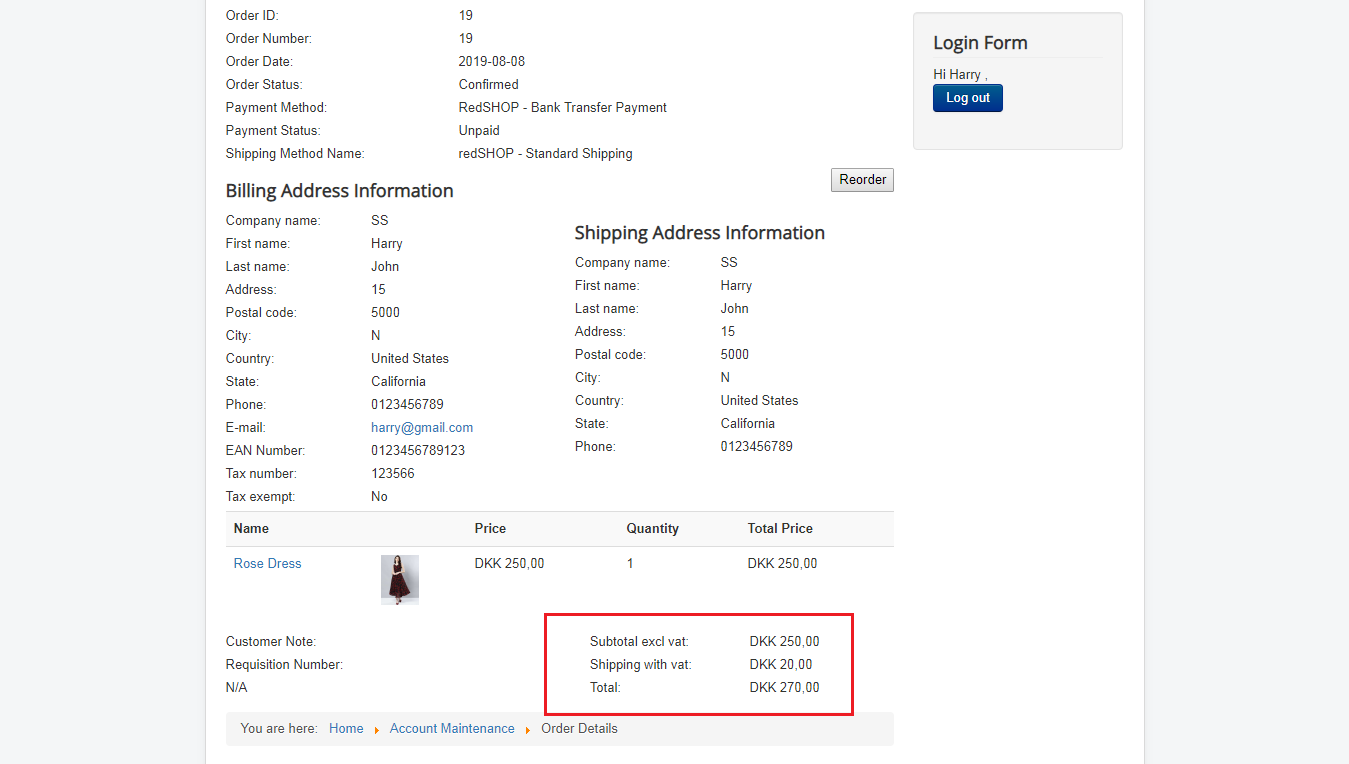 Order ID: 19
Order Number: 19
Order Date: 2019-08-08
Order Status: Confirmed
Payment Method: RedSHOP - Bank Transfer Payment
Payment Status: Unpaid
Shipping Method Name: redSHOP - Standard Shipping
Login Form
Hi Harry ,
Log out
Reorder
Billing Address Information
Company name: SS
First name: Harry
Last name: John
Address: 15
Postal code: 5000
City: N
Country: United States
State: California
Phone: 0123456789
E-mail: harry@gmail.com
EAN Number: 0123456789123
Tax number: 123566
Tax exempt: No
Shipping Address Information
Company name: SS
First name: Harry
Last name: John
Address: 15
Postal code: 5000
City: N
Country: United States
State: California
Phone: 0123456789
Name Price Quantity Total Price
Rose Dress DKK 250,00 1 DKK 250,00
Customer Note:
Requisition Number:
N/A
Subtotal excl vat: DKK 250,00
Shipping with vat: DKK 20,00
Total: DKK 270,00
You are here: Home Account Maintenance Order Details